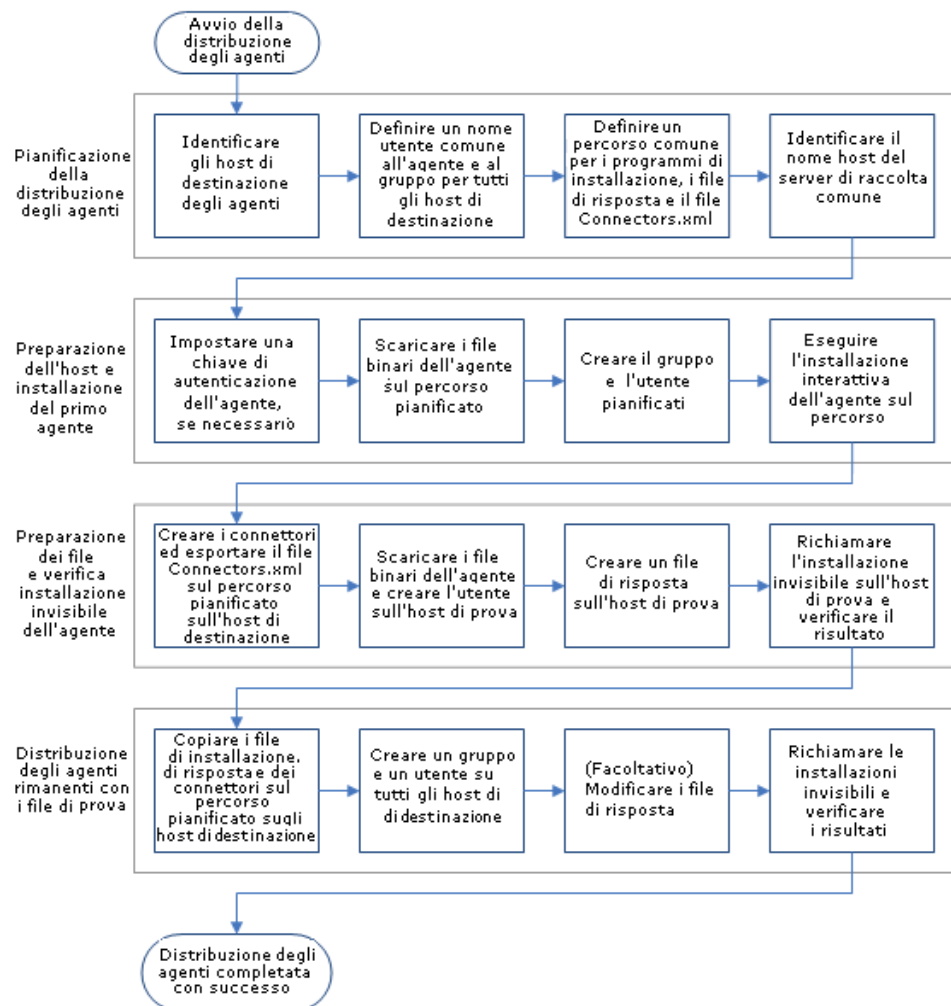 Avvio della
distribuzione
degli agenti
Pianificazione
della
distribuzione
degli agenti
Identificare
gli host di
destinazione
degli agenti
Definire un nome
utente comune
all'agente e al
gruppo per tutti
gli host di
destinazione
Definire un
percorso comune
per i programmi di
installazione, i file
di risposta e il file
Connectors.xml
Identificare il
nome host del
server di raccolta
comune
Preparazione
dell'host e
installazione
del primo
agente
Impostare una
chiave di
autenticazione
dell'agente,
se necessario
Scaricare i file
binari dell'agente
sul percorso
pianificato
Creare il gruppo
e l'utente
pianificati
Eseguire
l'installazione
interattiva
dell'agente sul
percorso
Preparazione
dei file
e verifica
installazione
invisibile
dell'agente
Creare i connettori
ed esportare il file
Connectors.xml
sul percorso
pianificato
sull'host di
destinazione
Scaricare i file
binari dell'agente
e creare l'utente
sull'host di prova
Creare un file
di risposta
sull'host di prova
Richiamare
l'installazione
invisibile sull'host
di prova e
verificare il
risultato
Distribuzione
degli agenti
rimanenti con
i file di prova
Copiare i file
di installazione,
di risposta e dei
connettori sul
percorso
pianificato sugli
host di destinazione
Creare un gruppo
e un utente su
tutti gli host di
di destinazione
(Facoltativo)
Modificare i file
di risposta
Richiamare le
installazioni
invisibili e
verificare
i risultati
Distribuzione degli
agenti completata
con successo